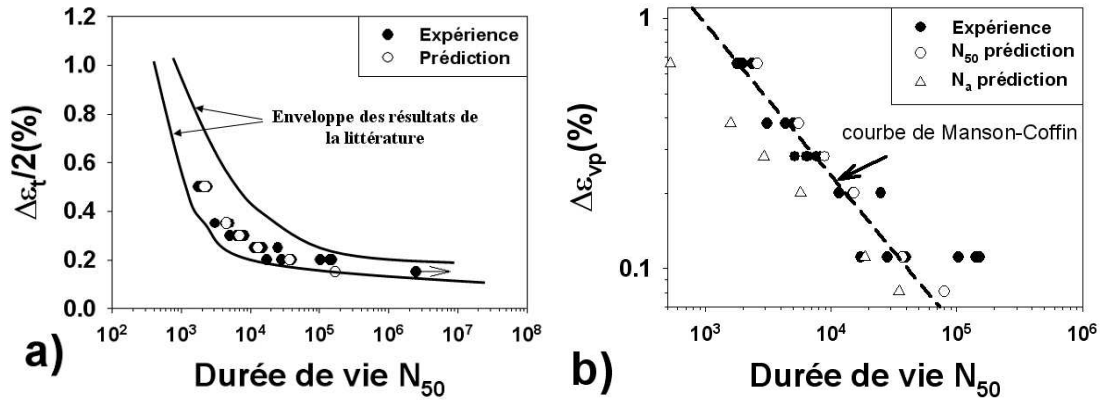 a)
Δεt/2(%)
1.2
1.0
0.8
0.6
0.4
0.2
0.0
Expérience
Prédiction
Enveloppe des résultats de
la littérature
10² 10³ 10⁴ 10⁵ 10⁶ 10⁷ 10⁸
Durée de vie N₅₀
b)
Δεvp(%)
1
0.1
Expérience
N₅₀ prédiction
Nₐ prédiction
courbe de Manson-Coffin
10³ 10⁴ 10⁵ 10⁶
Durée de vie N₅₀